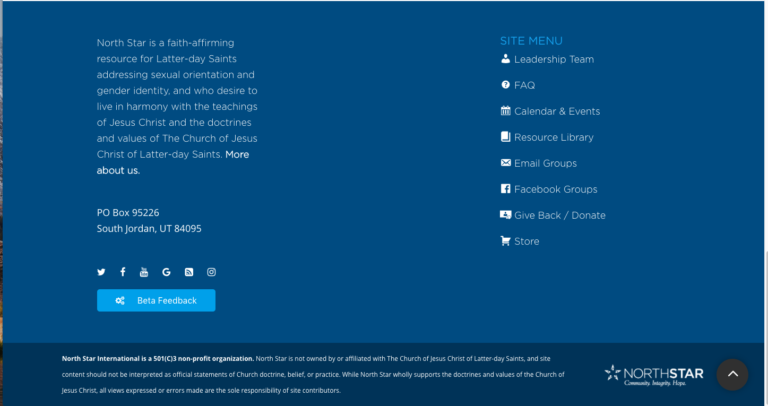 North Star is a faith-affirming
resource for Latter-day Saints
addressing sexual orientation and
gender identity, and who desire to
live in harmony with the teachings
of Jesus Christ and the doctrines
and values of The Church of Jesus
Christ of Latter-day Saints. More
about us.
PO Box 95226
South Jordan, UT 84095
Beta Feedback
SITE MENU
Leadership Team
FAQ
Calendar & Events
Resource Library
Email Groups
Facebook Groups
Give Back / Donate
Store
North Star International is a 501(C)3 non-profit organization. North Star is not owned by or affiliated with The Church of Jesus Christ of Latter-day Saints, and site
content should not be interpreted as official statements of Church doctrine, belief, or practice. While North Star wholly supports the doctrines and values of the Church of
Jesus Christ, all views expressed or errors made are the sole responsibility of site contributors.
NORTHSTAR
Community. Integrity. Hope.